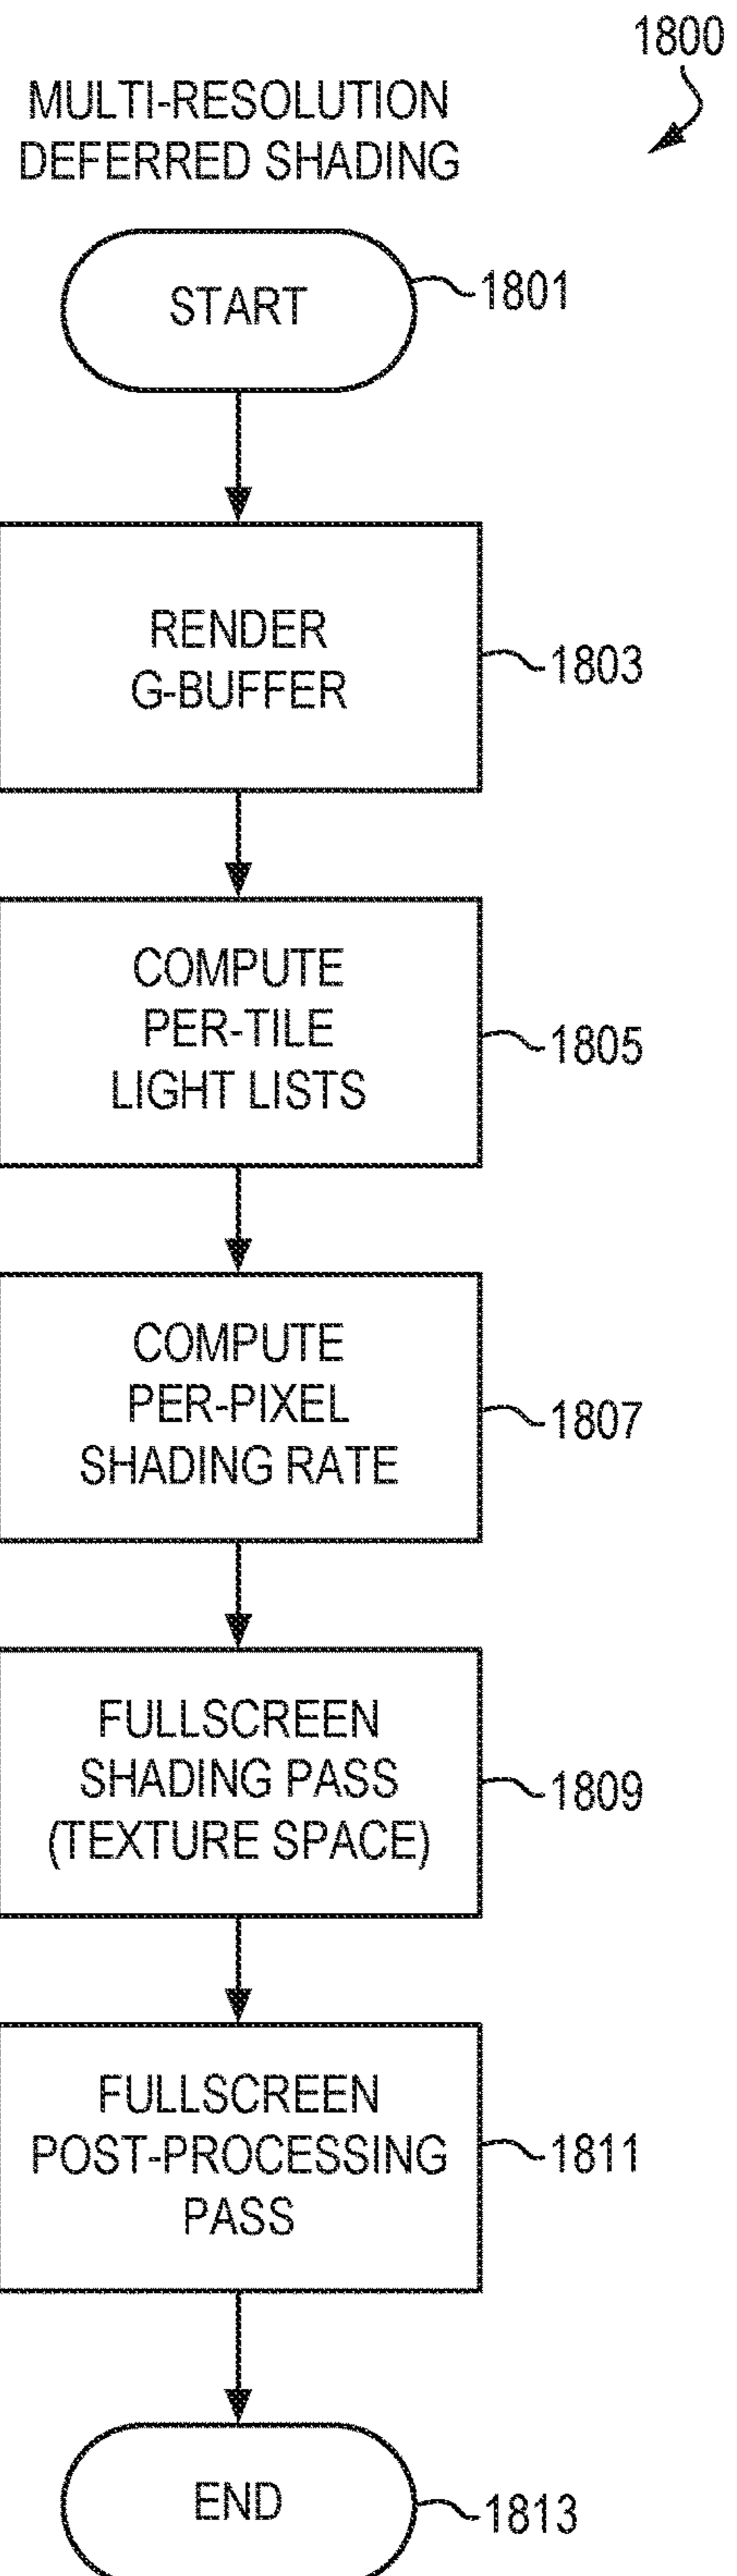 1800
MULTI-RESOLUTION
DEFERRED SHADING
START
1801
RENDER
G-BUFFER
1803
COMPUTE
PER-TILE
LIGHT LISTS
1805
COMPUTE
PER-PIXEL
SHADING RATE
1807
FULLSCREEN
SHADING PASS
(TEXTURE SPACE)
1809
FULLSCREEN
POST-PROCESSING
PASS
1811
END
1813